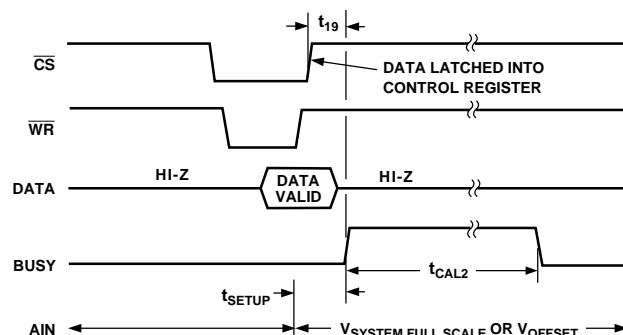 t19
CS
DATA LATCHED INTO
CONTROL REGISTER
WR
DATA
HI-Z
DATA
VALID
HI-Z
BUSY
tCAL2
tSETUP
AIN
VSYSTEM FULL SCALE OR VOFFSET